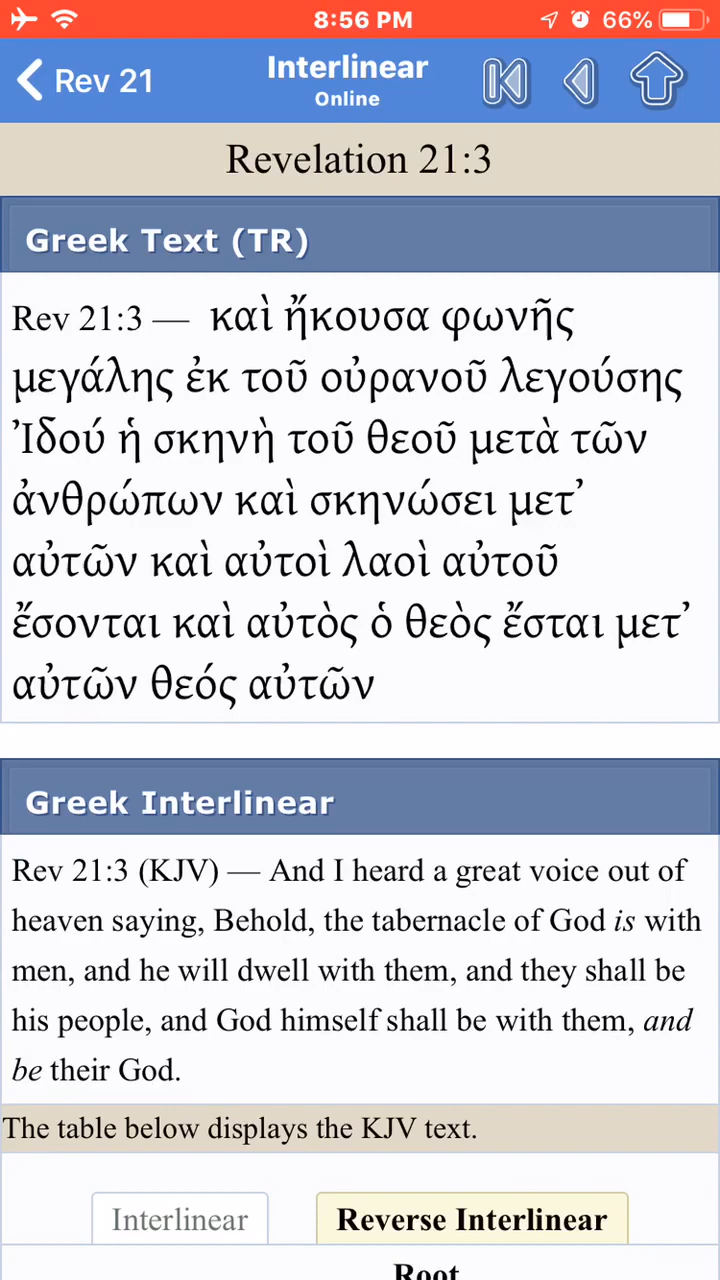 8:56 PM
66%
Rev 21
Interlinear
Online
Revelation 21:3
Greek Text (TR)
Rev 21:3 — καὶ ἤκουσα φωνῆς
μεγάλης ἐκ τοῦ οὐρανοῦ λεγούσης
Ἰδού ἡ σκηνὴ τοῦ θεοῦ μετὰ τῶν
ἀνθρώπων καὶ σκηνώσει μετ᾽
αὐτῶν καὶ αὐτοὶ λαοὶ αὐτοῦ
ἔσονται καὶ αὐτὸς ὁ θεὸς ἔσται μετ᾽
αὐτῶν θεός αὐτῶν
Greek Interlinear
Rev 21:3 (KJV) — And I heard a great voice out of
heaven saying, Behold, the tabernacle of God is with
men, and he will dwell with them, and they shall be
his people, and God himself shall be with them, and
be their God.
The table below displays the KJV text.
Interlinear
Reverse Interlinear
Root